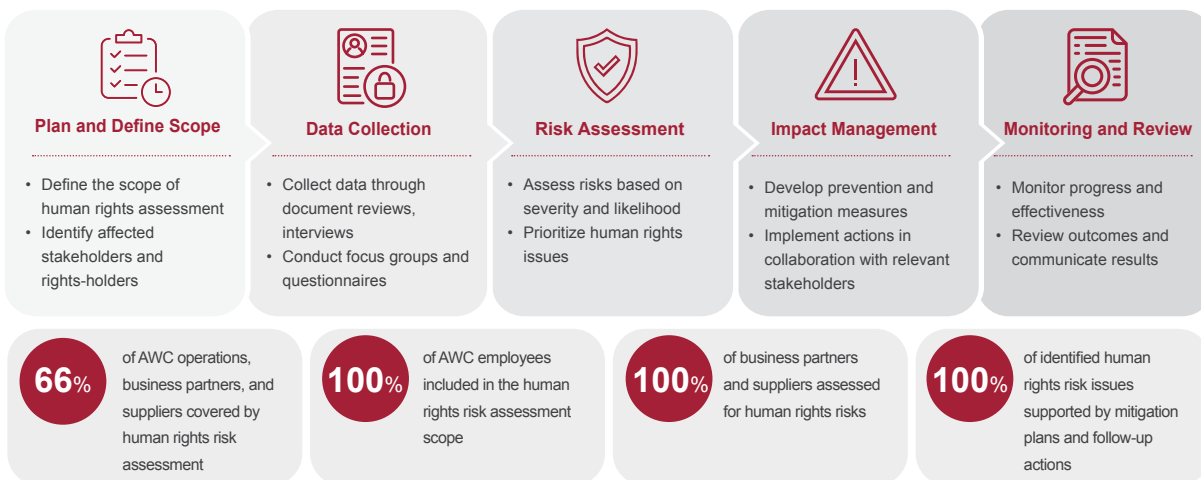 Plan and Define Scope
• Define the scope of
human rights assessment
• Identify affected
stakeholders and
rights-holders
Data Collection
• Collect data through
document reviews,
interviews
• Conduct focus groups and
questionnaires
Risk Assessment
• Assess risks based on
severity and likelihood
• Prioritize human rights
issues
Impact Management
• Develop prevention and
mitigation measures
• Implement actions in
collaboration with relevant
stakeholders
Monitoring and Review
• Monitor progress and
effectiveness
• Review outcomes and
communicate results
66%
of AWC operations,
business partners, and
suppliers covered by
human rights risk
assessment
100%
of AWC employees
included in the human
rights risk assessment
scope
100%
of business partners
and suppliers assessed
for human rights risks
100%
of identified human
rights risk issues
supported by mitigation
plans and follow-up
actions